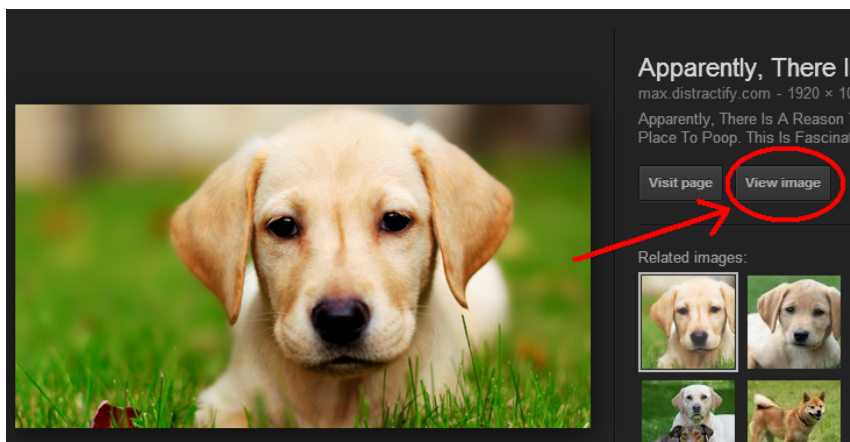 Apparently, There I
max.distractify.com - 1920 × 10
Apparently, There Is A Reason
Place To Poop. This Is Fascina
Visit page
View image
Related images: